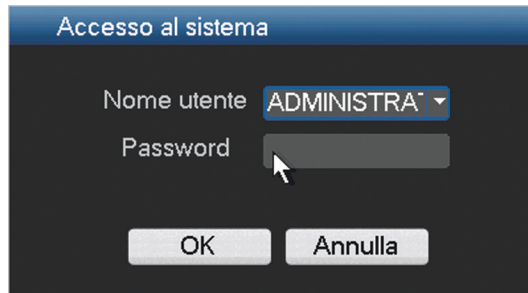 Accesso al sistema
Nome utente ADMINISTRAT
Password
OK Annulla